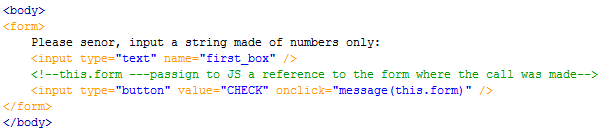 <body>
<form>
Please senor, input a string made of numbers only:
<input type="text" name="first_box" />
<!--this.form ---passign to JS a reference to the form where the call was made-->
<input type="button" value="CHECK" onclick="message(this.form)" />
</form>
</body>